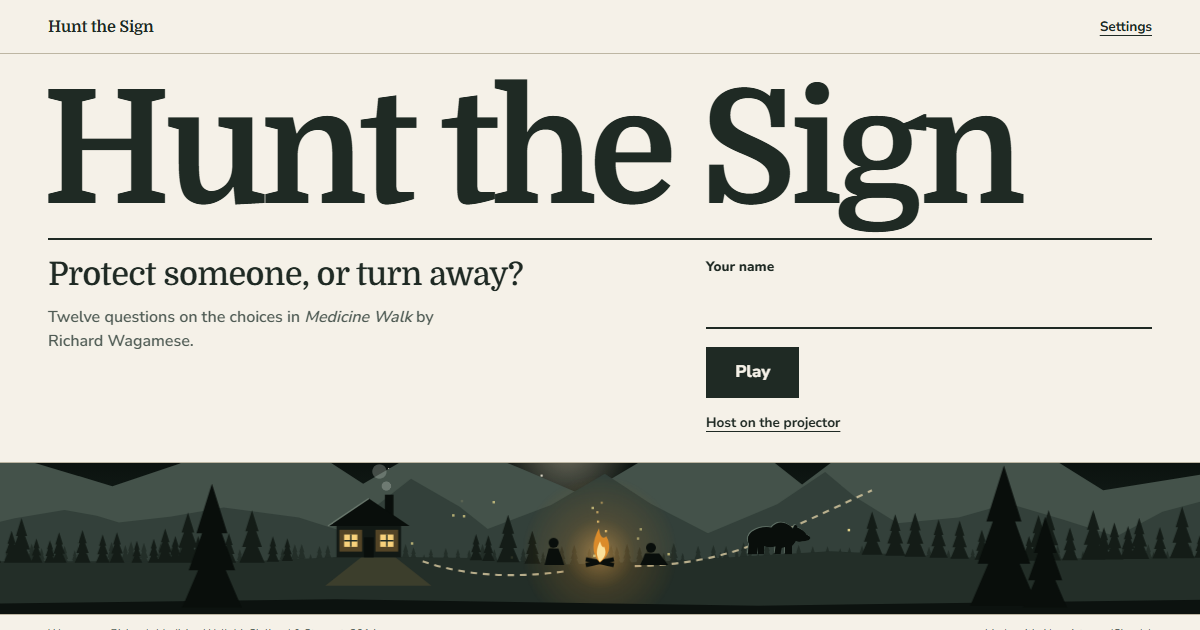 Hunt the Sign
Settings
Hunt the Sign
Protect someone, or turn away?
Your name
Twelve questions on the choices in Medicine Walk by
Richard Wagamese.
Play
Host on the projector